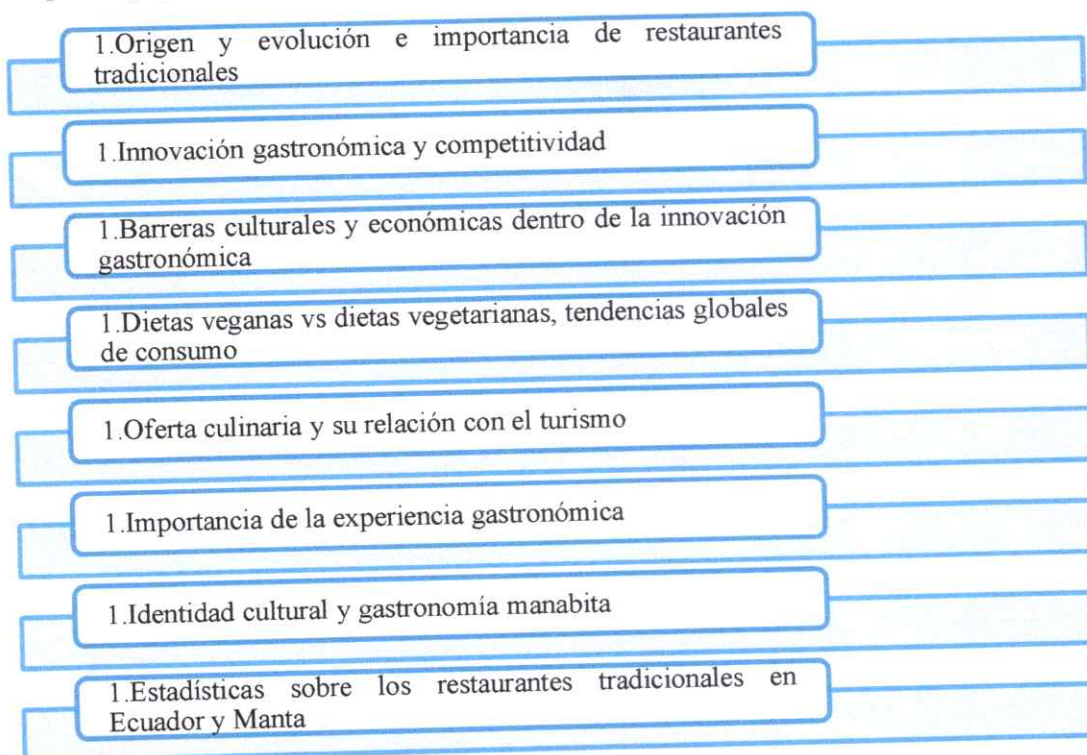 1.Origen y evolución e importancia de restaurantes
tradicionales
1.Innovación gastronómica y competitividad
1.Barreras culturales y económicas dentro de la innovación
gastronómica
1.Dietas veganas vs dietas vegetarianas, tendencias globales
de consumo
1.Oferta culinaria y su relación con el turismo
1.Importancia de la experiencia gastronómica
1.Identidad cultural y gastronomía manabita
1.Estadísticas sobre los restaurantes tradicionales en
Ecuador y Manta